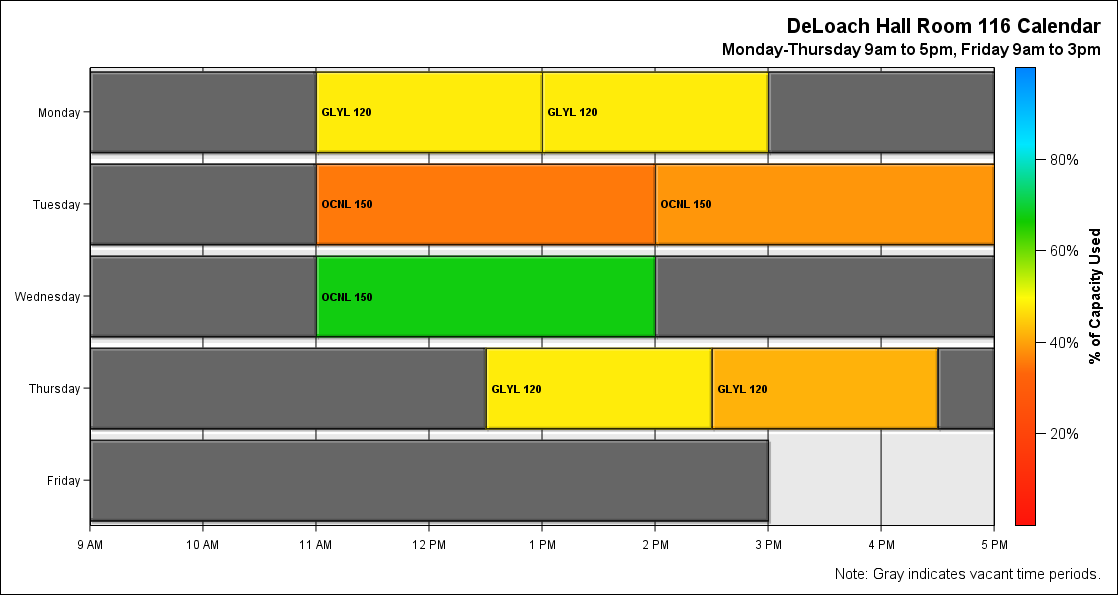 DeLoach Hall Room 116 Calendar
Monday-Thursday 9am to 5pm, Friday 9am to 3pm
Monday
GLYL 120
GLYL 120
Tuesday
OCNL 150
OCNL 150
Wednesday
OCNL 150
Thursday
GLYL 120
GLYL 120
Friday
9 AM 10 AM 11 AM 12 PM 1 PM 2 PM 3 PM 4 PM 5 PM
80%
60%
40%
20%
% of Capacity Used
Note: Gray indicates vacant time periods.